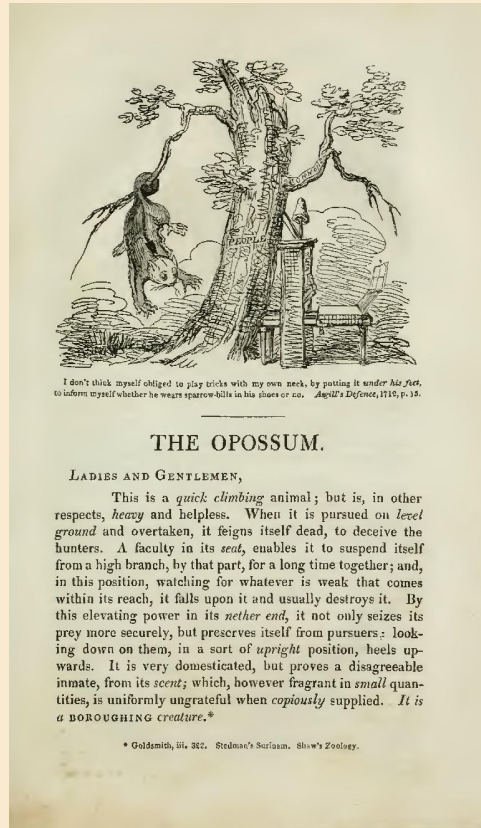 PEOPLE
I don't think myself obliged to play tricks with my own neck, by putting it under his feet,
to inform myself whether he wears sparrow-bills in his shoes or no. Asgill's Defence, 1712, p. 15.
THE OPOSSUM.
LADIES AND GENTLEMEN,
This is a quick climbing animal; but is, in other
respects, heavy and helpless. When it is pursued on level
ground and overtaken, it feigns itself dead, to deceive the
hunters. A faculty in its seat, enables it to suspend itself
from a high branch, by that part, for a long time together; and,
in this position, watching for whatever is weak that comes
within its reach, it falls upon it and usually destroys it. By
this elevating power in its nether end, it not only seizes its
prey more securely, but preserves itself from pursuers; look-
ing down on them, in a sort of upright position, heels up-
wards. It is very domesticated, but proves a disagreeable
inmate, from its scent; which, however fragrant in small quan-
tities, is uniformly ungrateful when copiously supplied. It is
a BOROUGHING creature.*
* Goldsmith, iii. 322. Stedman's Surinam. Shaw's Zoology.